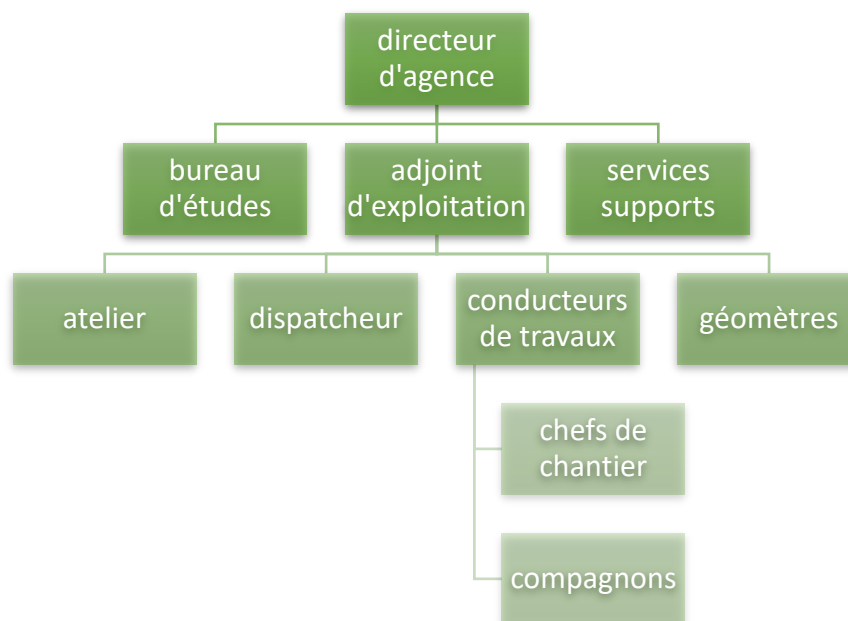 directeur
d'agence
bureau
d'études
adjoint
d'exploitation
services
supports
atelier
dispatcheur
conducteurs
de travaux
géomètres
chefs de
chantier
compagnons